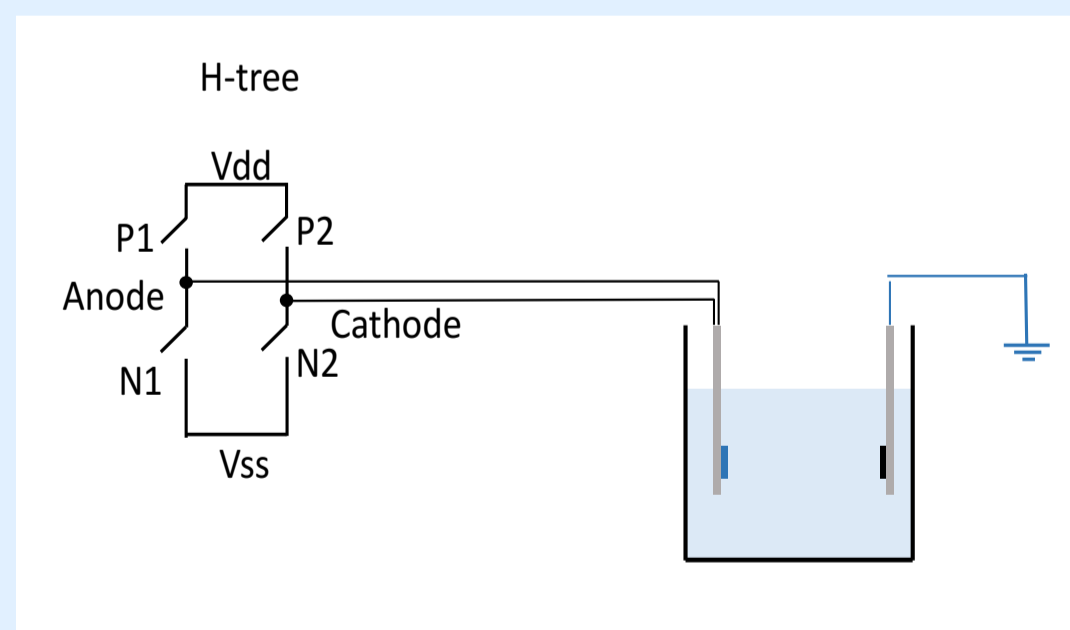 H-tree
Vdd
P1
P2
Anode
Cathode
N1
N2
Vss